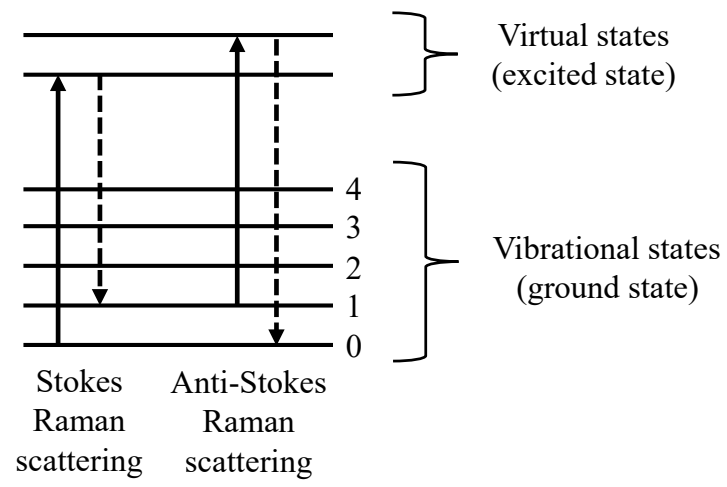 Virtual states
(excited state)
4
3
2
1
0
Vibrational states
(ground state)
Stokes
Raman
scattering
Anti-Stokes
Raman
scattering